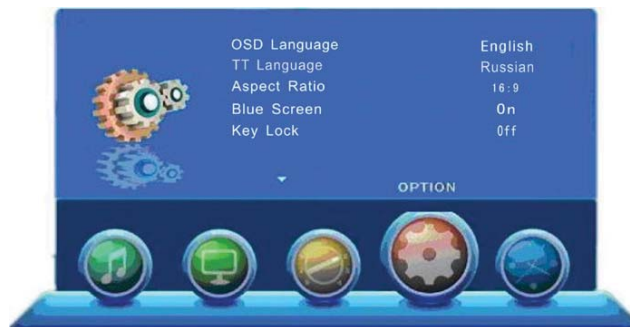 OSD Language English
TT Language Russian
Aspect Ratio 16:9
Blue Screen On
Key Lock Off
OPTION